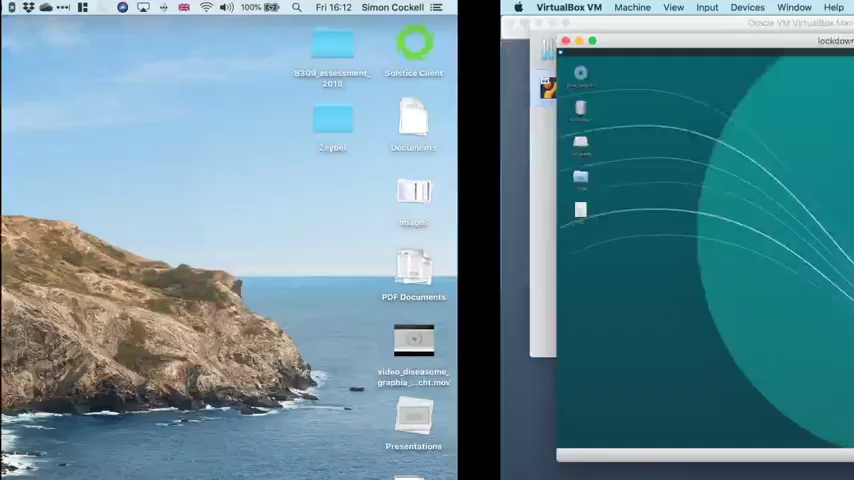 100% Fri 16:12 Simon Cockell
B309_assessment_
2018
Solstice Client
Zeybel
Documents
Images
PDF Documents
video_diseasome_
graphia_...cht.mov
Presentations
VirtualBox VM Machine View Input Devices Window Help
Oracle VM VirtualBox Man
lockdown